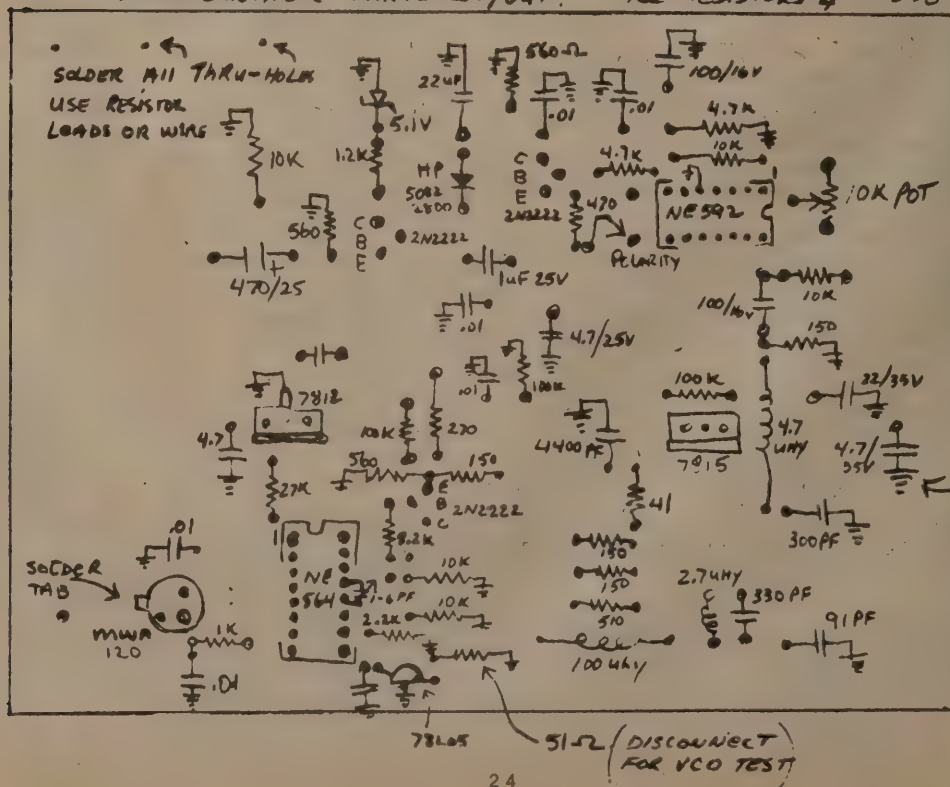 SOLDER All THRU-HOLES
USE RESISTOR
LOADS OR WIRE
10K
5.1V
1.2K
22UF
560Ω
.01
.01
100/16V
4.7K
10K
HP
5082
2800
C
B
E
2N2222
4.7K
470
+
NE592
1
10K POT
560
C
B
E
2N2222
POLARITY
+
470/25
1UF 25V
.01
4.7/25V
100/16V
10K
150
.01
100K
7812
100K
22/35V
4.7
100K
270
4400PF
7815
4.7
UHY
4.7/
35V
560
150
27K
E
B
C
2N2222
41
300PF
.01
1
8.2K
150
SOLDER
TAB
NE
564
10K
150
2.7UHY
330PF
10K
510
91PF
MWA
120
1K
2.2K
100UHY
.01
78L05
51Ω (DISCONNECT
FOR VCO TEST)
24